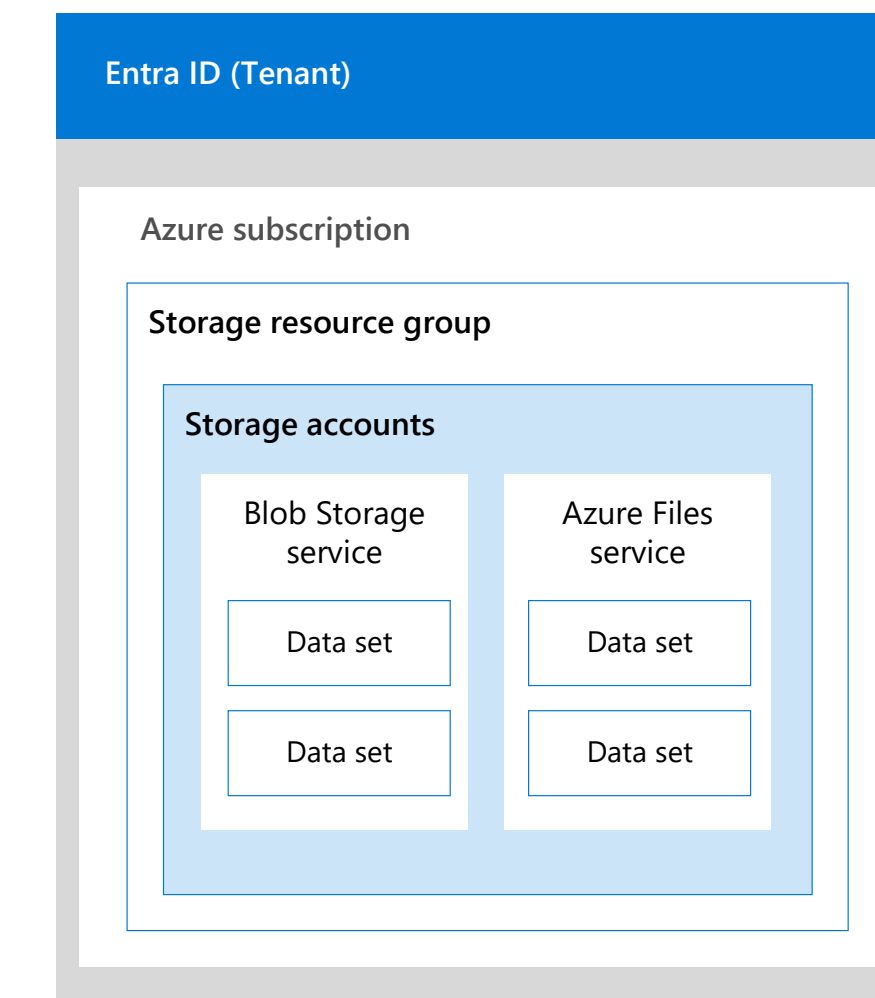 Entra ID (Tenant)
Azure subscription
Storage resource group
Storage accounts
Blob Storage
service
Data set
Data set
Azure Files
service
Data set
Data set